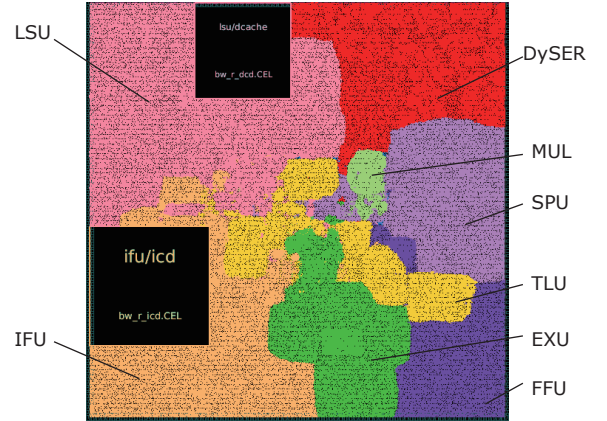 LSU
lsu/dcache
bw_r_dcd.CEL
DySER
MUL
SPU
ifu/icd
bw_r_icd.CEL
TLU
IFU
EXU
FFU